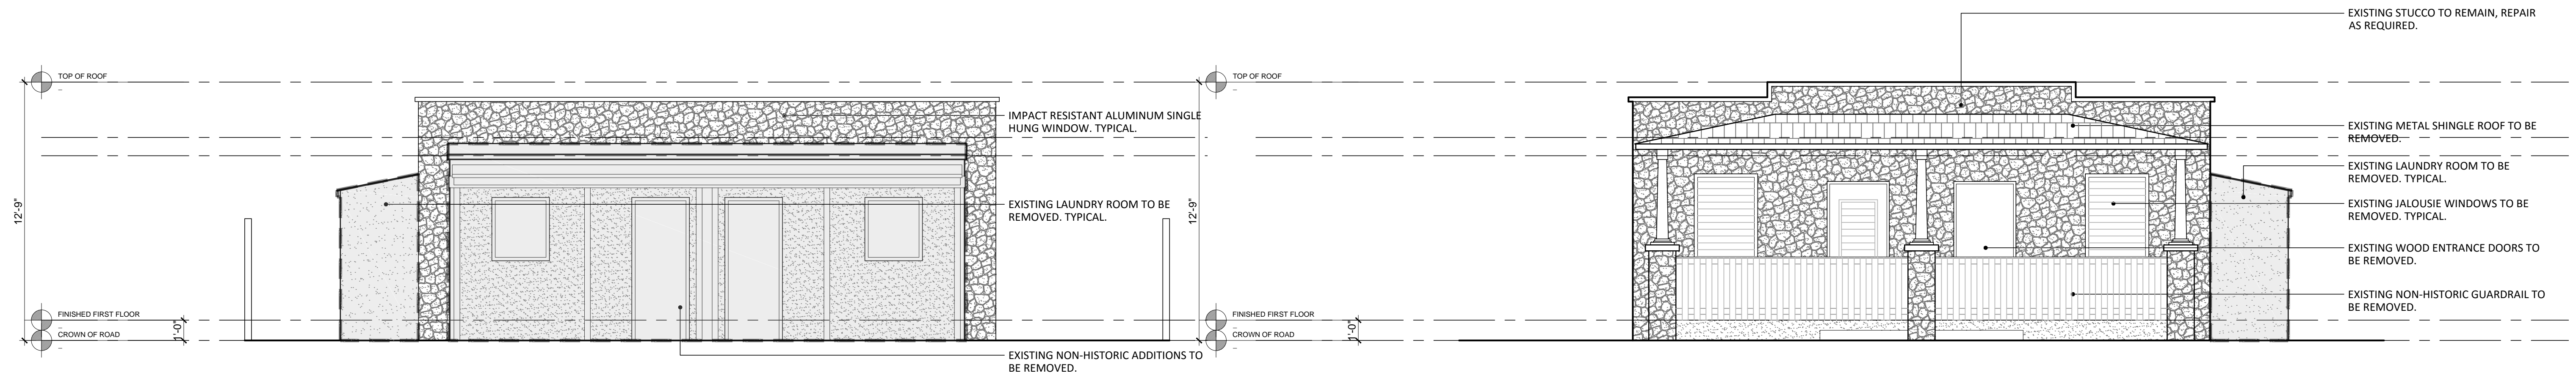 TOP OF ROOF
IMPACT RESISTANT ALUMINUM SINGLE
HUNG WINDOW. TYPICAL.
EXISTING LAUNDRY ROOM TO BE
REMOVED. TYPICAL.
12'-9"
FINISHED FIRST FLOOR
CROWN OF ROAD
1'-0"
EXISTING NON-HISTORIC ADDITIONS TO
BE REMOVED.
TOP OF ROOF
12'-9"
FINISHED FIRST FLOOR
CROWN OF ROAD
1'-0"
EXISTING STUCCO TO REMAIN, REPAIR
AS REQUIRED.
EXISTING METAL SHINGLE ROOF TO BE
REMOVED.
EXISTING LAUNDRY ROOM TO BE
REMOVED. TYPICAL.
EXISTING JALOUSIE WINDOWS TO BE
REMOVED. TYPICAL.
EXISTING WOOD ENTRANCE DOORS TO
BE REMOVED.
EXISTING NON-HISTORIC GUARDRAIL TO
BE REMOVED.